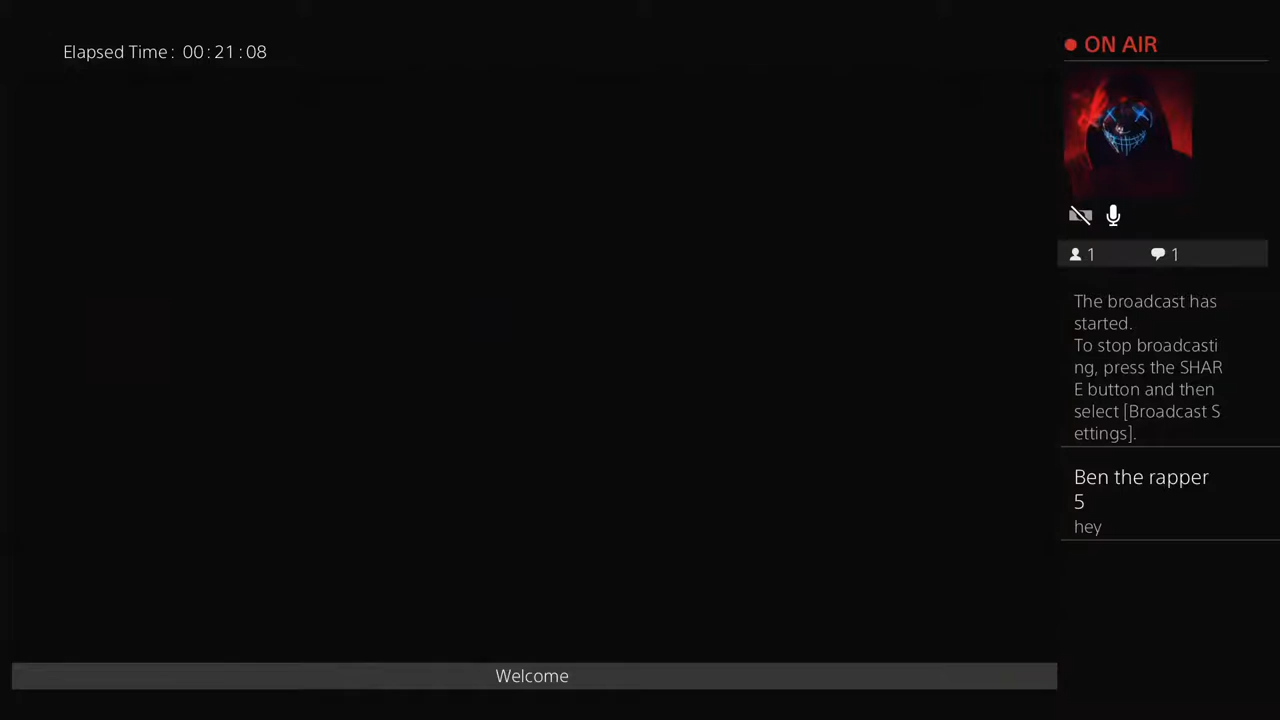 Elapsed Time: 00:21:08
ON AIR
1 1
The broadcast has
started.
To stop broadcasti
ng, press the SHAR
E button and then
select [Broadcast S
ettings].
Ben the rapper
5
hey
Welcome